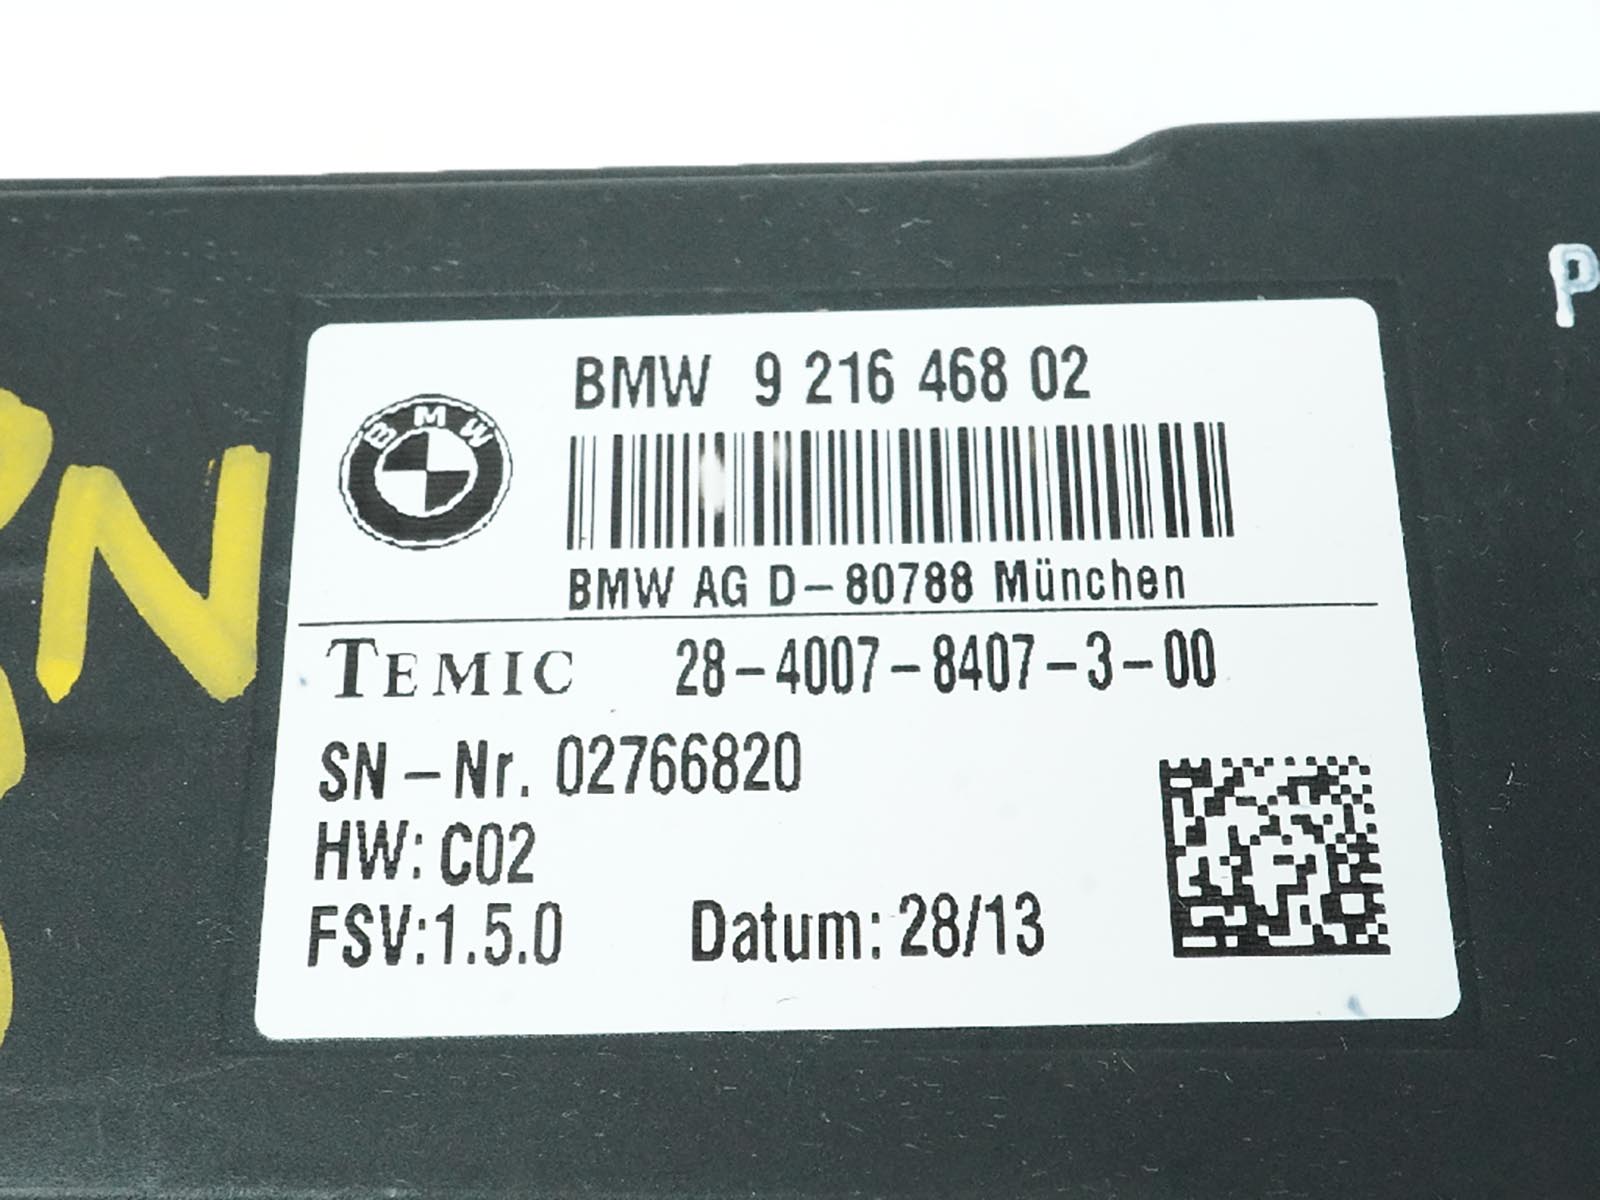 BMW 9 216 468 02
BMW
BMW AG D-80788 München
TEMIC 28-4007-8407-3-00
SN-Nr. 02766820
HW: C02
FSV:1.5.0 Datum: 28/13
N
P